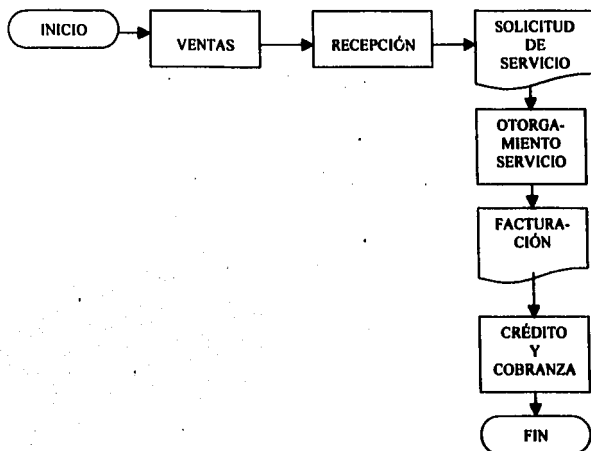 INICIO
VENTAS
RECEPCIÓN
SOLICITUD
DE
SERVICIO
OTORGA-
MIENTO
SERVICIO
FACTURA-
CIÓN
CRÉDITO
Y
COBRANZA
FIN